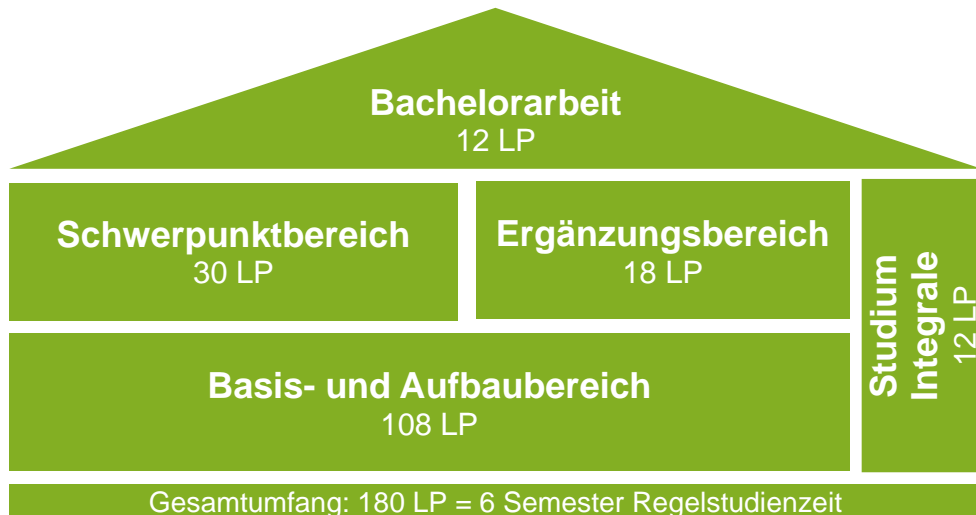 Bachelorarbeit
12 LP
Schwerpunktbereich
30 LP
Ergänzungsbereich
18 LP
Studium
Integrale
12 LP
Basis- und Aufbaubereich
108 LP
Gesamtumfang: 180 LP = 6 Semester Regelstudienzeit